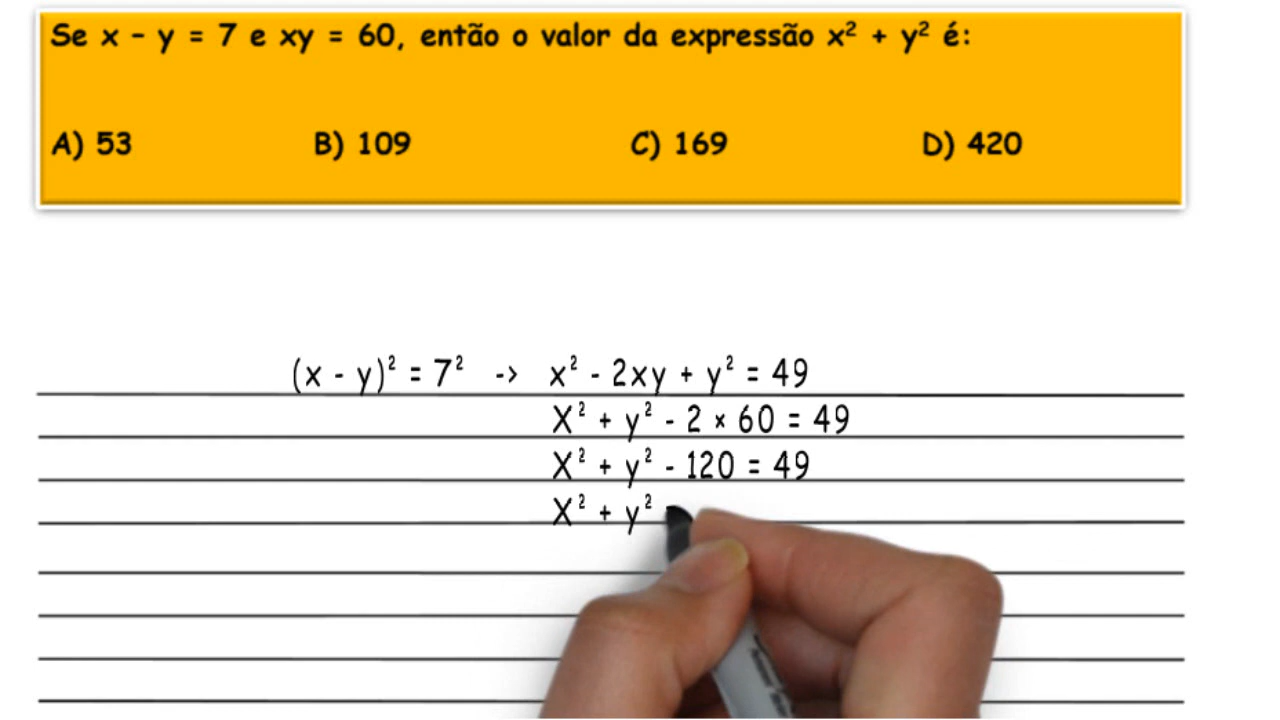 Se x - y = 7 e xy = 60, então o valor da expressão x² + y² é:
A) 53 B) 109 C) 169 D) 420
(x - y)² = 7² -> x² - 2xy + y² = 49
X² + y² - 2 × 60 = 49
X² + y² - 120 = 49
X² + y²